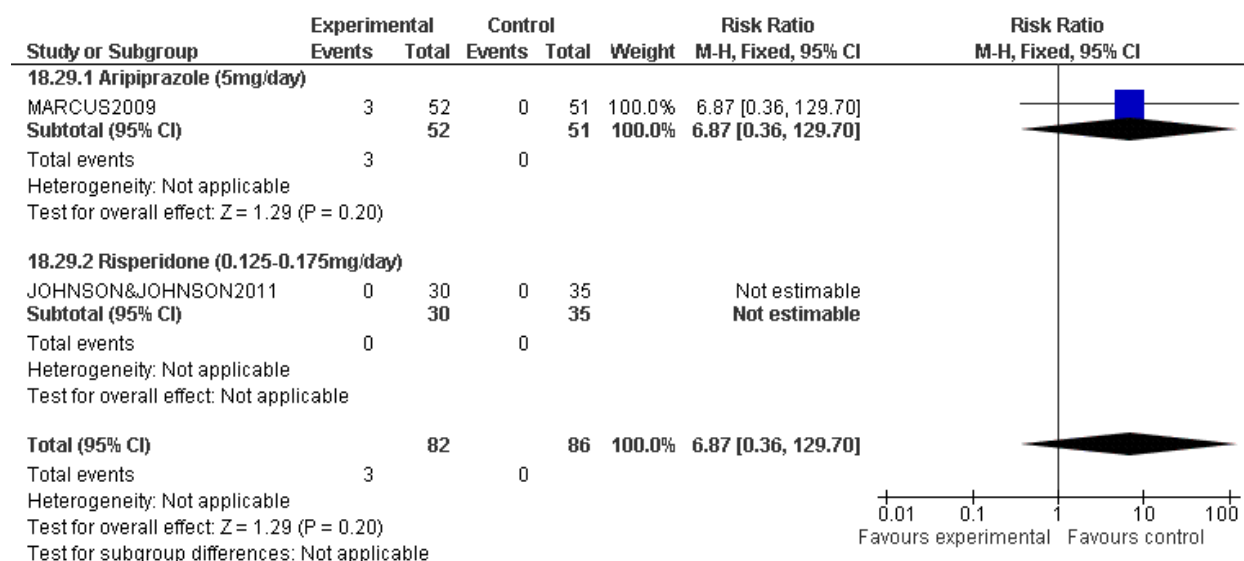 Experimental Control Risk Ratio Risk Ratio
Study or Subgroup Events Total Events Total Weight M-H, Fixed, 95% CI M-H, Fixed, 95% CI
18.29.1 Aripiprazole (5mg/day)
MARCUS2009 3 52 0 51 100.0% 6.87 [0.36, 129.70]
Subtotal (95% CI) 52 51 100.0% 6.87 [0.36, 129.70]
Total events 3 0
Heterogeneity: Not applicable
Test for overall effect: Z = 1.29 (P = 0.20)
18.29.2 Risperidone (0.125-0.175mg/day)
JOHNSON&JOHNSON2011 0 30 0 35 Not estimable
Subtotal (95% CI) 30 35 Not estimable
Total events 0 0
Heterogeneity: Not applicable
Test for overall effect: Not applicable
Total (95% CI) 82 86 100.0% 6.87 [0.36, 129.70]
Total events 3 0
Heterogeneity: Not applicable
Test for overall effect: Z = 1.29 (P = 0.20)
Test for subgroup differences: Not applicable
0.01 0.1 1 10 100
Favours experimental Favours control